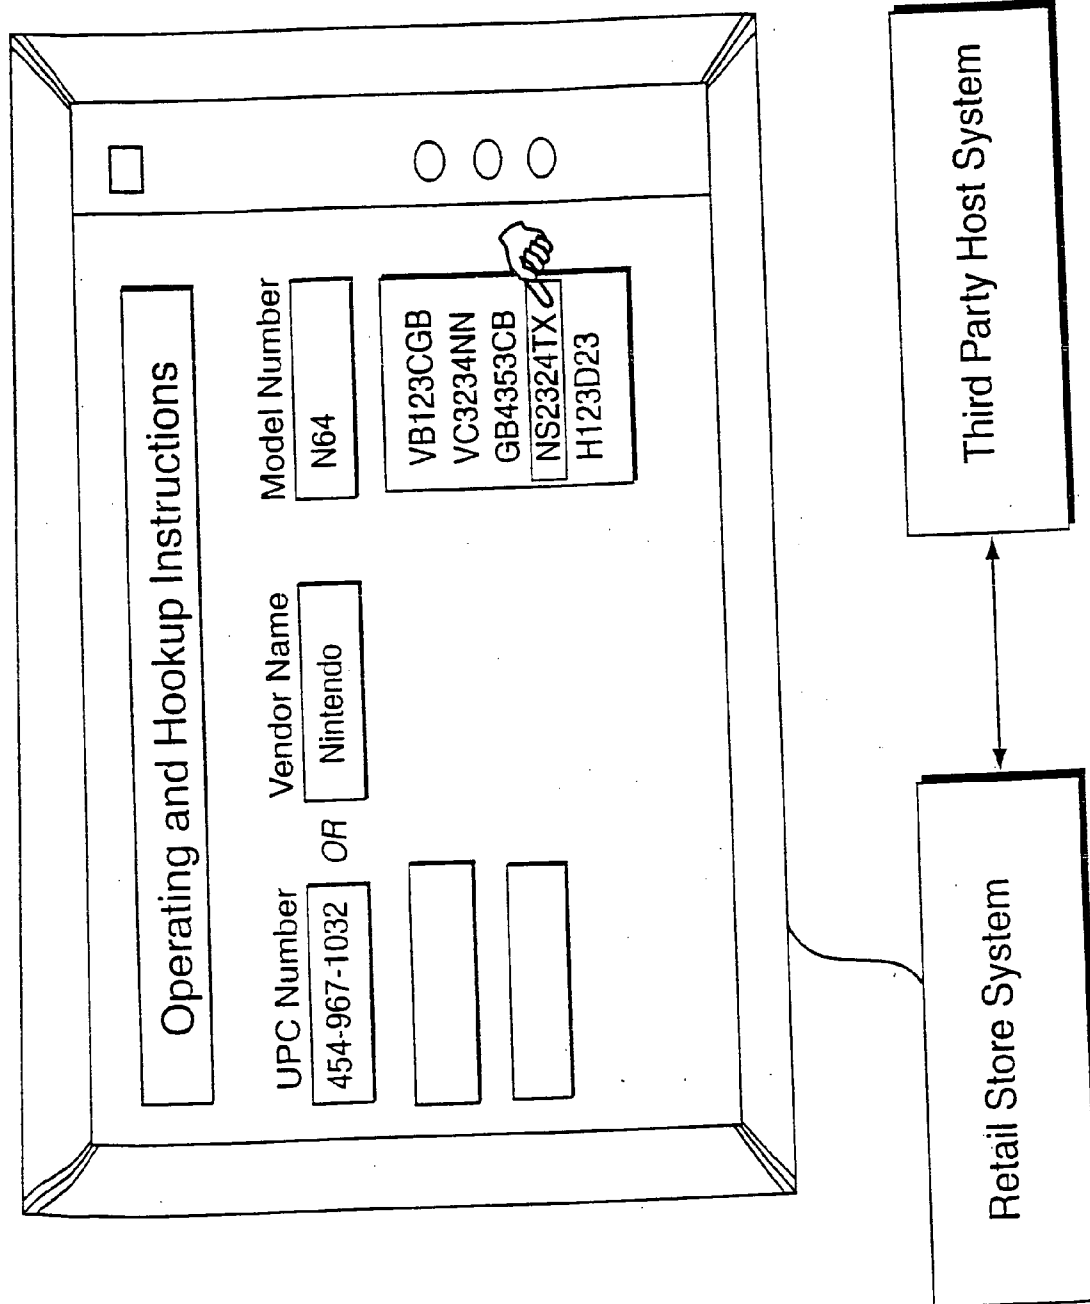 Operating and Hookup Instructions
UPC Number
Vendor Name
Model Number
454-967-1032
OR
Nintendo
N64
VB123CGB
VC3234NN
GB4353CB
NS2324TX
H123D23
Retail Store System
Third Party Host System